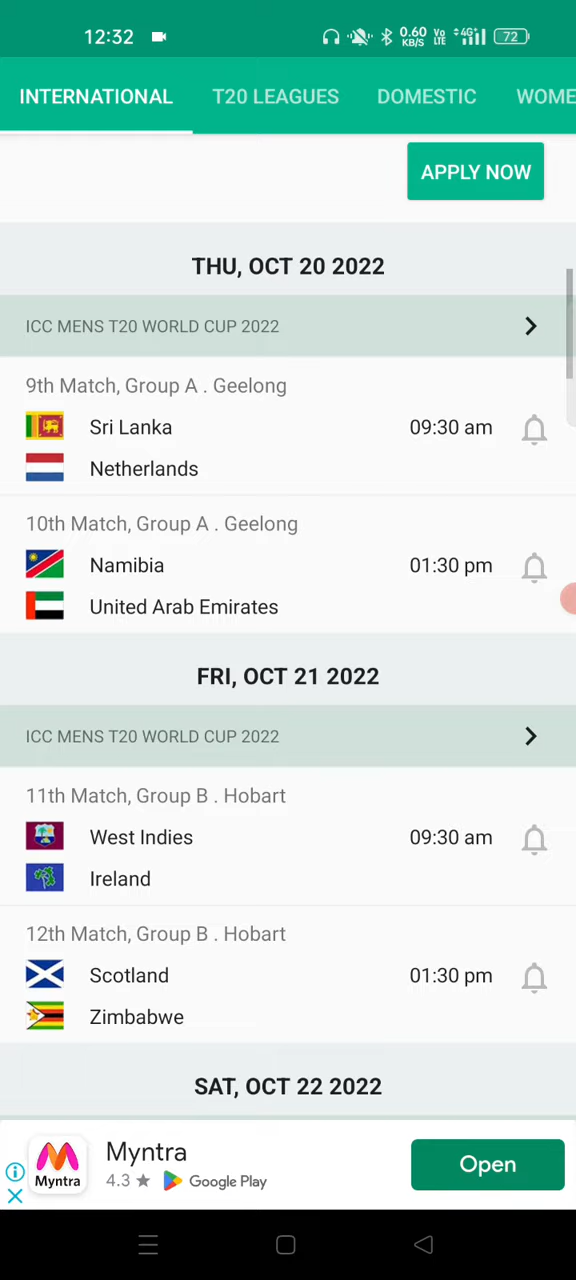 12:32 0.60 KB/S Vo LTE 4G+ 72
INTERNATIONAL T20 LEAGUES DOMESTIC WOME
APPLY NOW
THU, OCT 20 2022
ICC MENS T20 WORLD CUP 2022
9th Match, Group A . Geelong
Sri Lanka 09:30 am
Netherlands
10th Match, Group A . Geelong
Namibia 01:30 pm
United Arab Emirates
FRI, OCT 21 2022
ICC MENS T20 WORLD CUP 2022
11th Match, Group B . Hobart
West Indies 09:30 am
Ireland
12th Match, Group B . Hobart
Scotland 01:30 pm
Zimbabwe
SAT, OCT 22 2022
Myntra
Myntra
4.3 ★ Google Play
Open